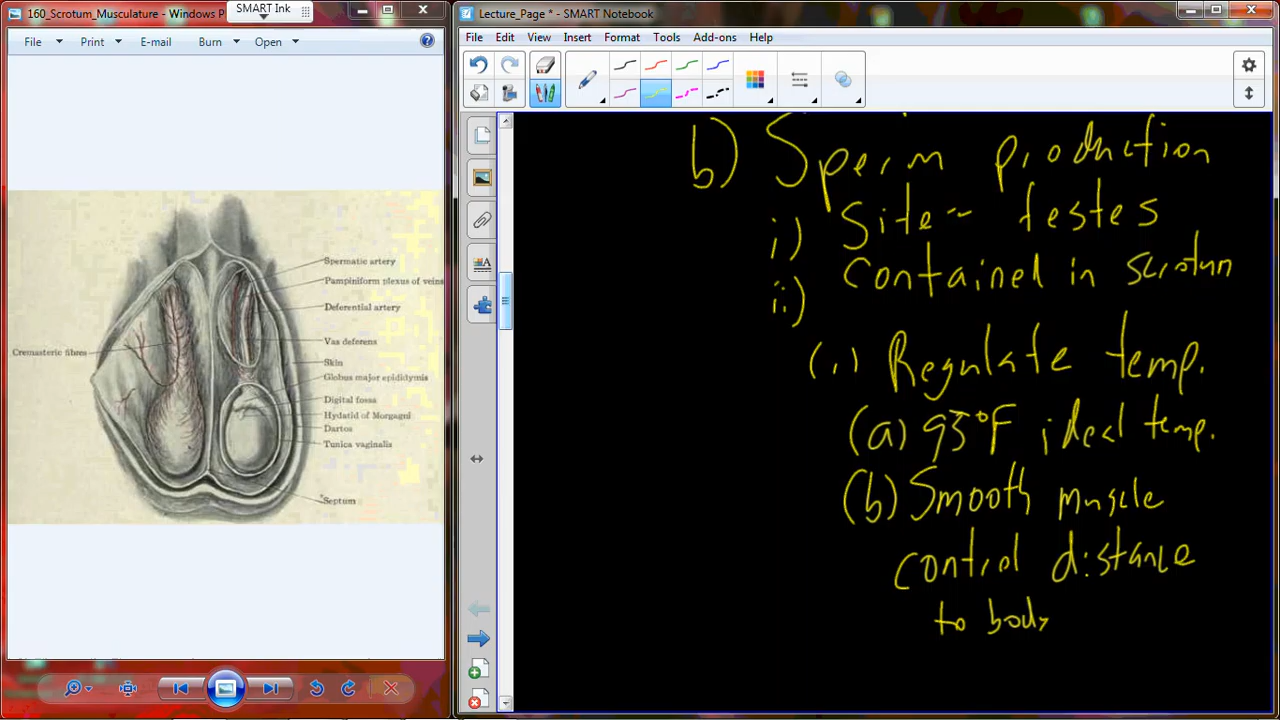 160_Scrotum_Musculature - Windows P
SMART Ink
File Print E-mail Burn Open
Spermatic artery
Pampiniform plexus of veins
Deferential artery
Vas deferens
Cremasteric fibres
Skin
Globus major epididymis
Digital fossa
Hydatid of Morgagni
Dartos
Tunica vaginalis
Septum
Lecture_Page * - SMART Notebook
File Edit View Insert Format Tools Add-ons Help
b) Sperm production
i) Site - testes
ii) Contained in scrotum
(1) Regulate temp.
(a) 93°F ideal temp.
(b) Smooth muscle
control distance
to body